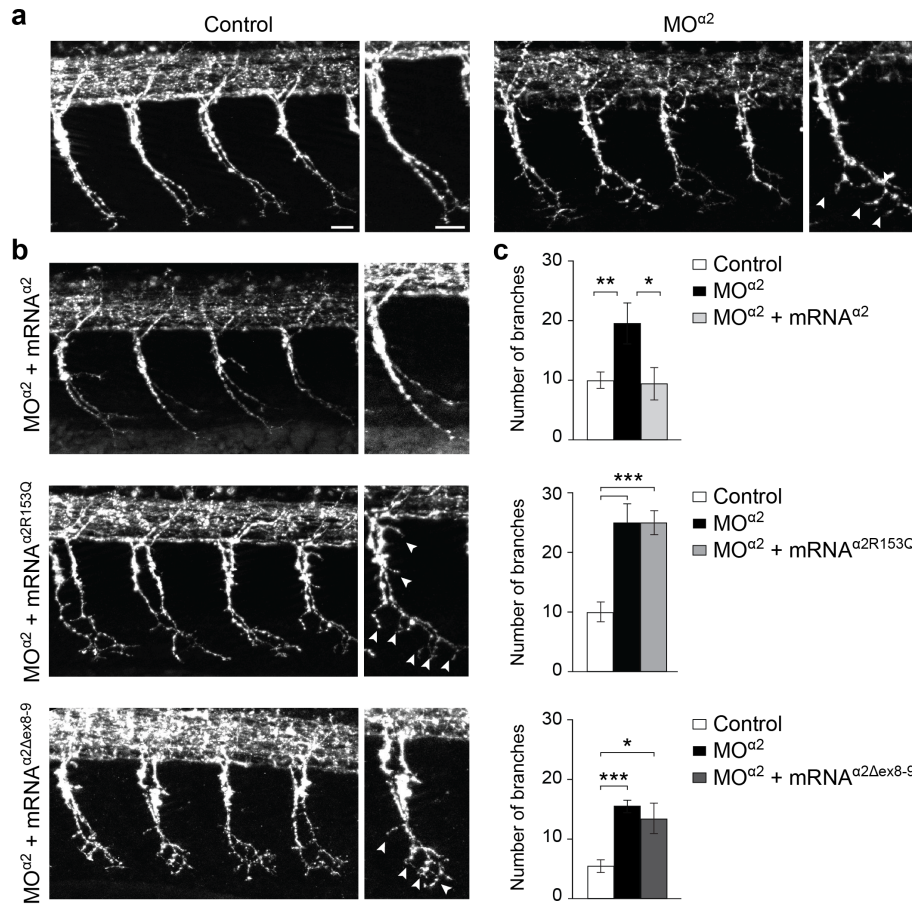 a
Control
MOα2
b
MOα2 + mRNAα2
MOα2 + mRNAα2R153Q
MOα2 + mRNAα2Δex8-9
c
Number of branches
30
20
10
0
**
*
Control
MOα2
MOα2 + mRNAα2
Number of branches
30
20
10
0
***
Control
MOα2
MOα2 + mRNAα2R153Q
Number of branches
30
20
10
0
*
***
Control
MOα2
MOα2 + mRNAα2Δex8-9